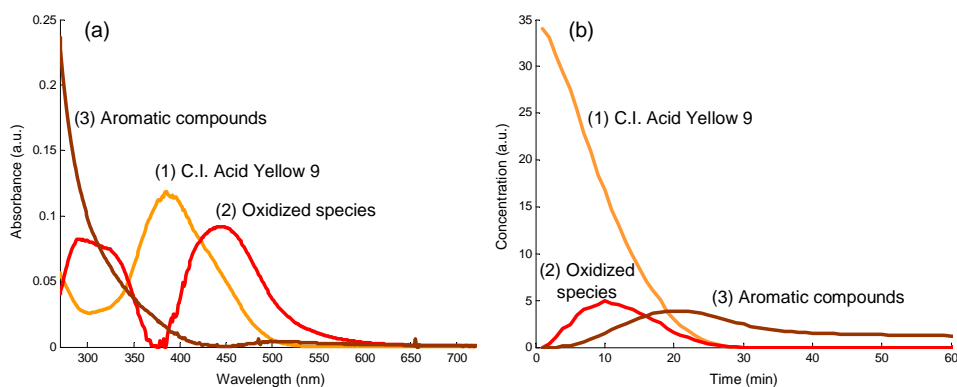 (a)
0.25
0.2
0.15
0.1
0.05
0
Absorbance (a.u.)
(3) Aromatic compounds
(1) C.I. Acid Yellow 9
(2) Oxidized species
300 350 400 450 500 550 600 650 700
Wavelength (nm)
(b)
35
30
25
20
15
10
5
0
Concentration (a.u.)
(1) C.I. Acid Yellow 9
(2) Oxidized
species
(3) Aromatic compounds
0 10 20 30 40 50 60
Time (min)